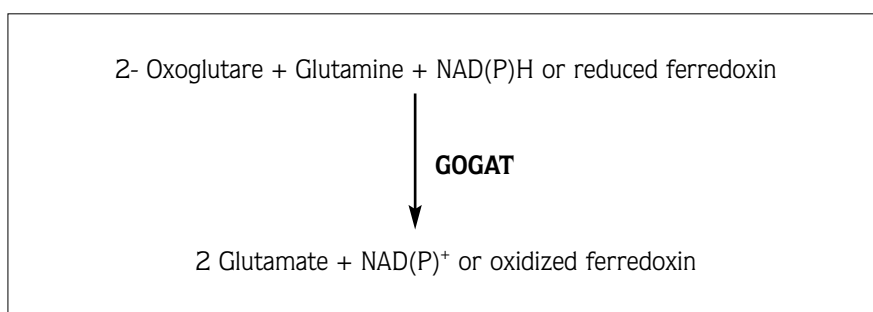 2- Oxoglutare + Glutamine + NAD(P)H or reduced ferredoxin
GOGAT
2 Glutamate + NAD(P)⁺ or oxidized ferredoxin